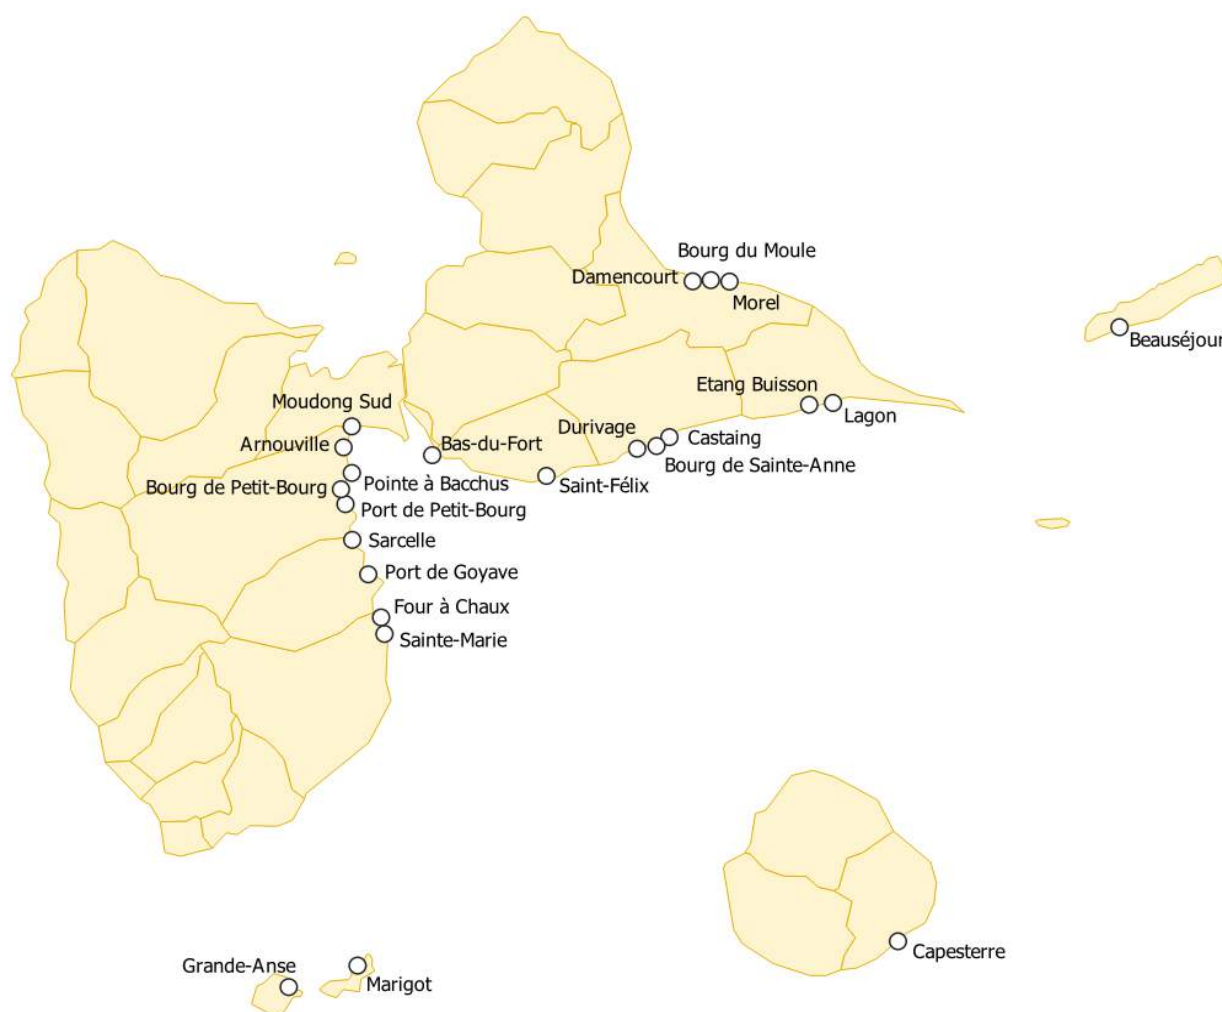 Bourg du Moule
Damencourt
Morel
Beauséjour
Etang Buisson
Lagon
Moudong Sud
Durivage
Castaing
Arnouville
Bas-du-Fort
Bourg de Sainte-Anne
Pointe à Bacchus
Saint-Félix
Bourg de Petit-Bourg
Port de Petit-Bourg
Sarcelle
Port de Goyave
Four à Chaux
Sainte-Marie
Capesterre
Grande-Anse
Marigot